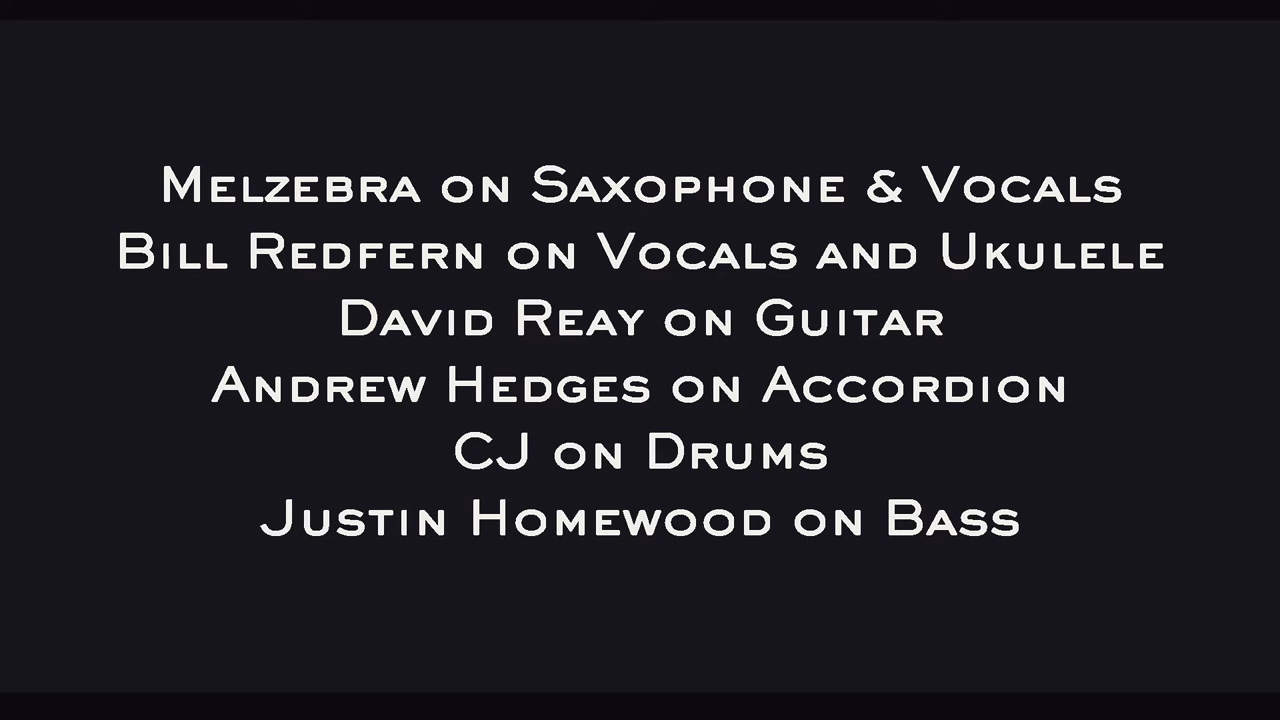 Melzebra on Saxophone & Vocals
Bill Redfern on Vocals and Ukulele
David Reay on Guitar
Andrew Hedges on Accordion
CJ on Drums
Justin Homewood on Bass